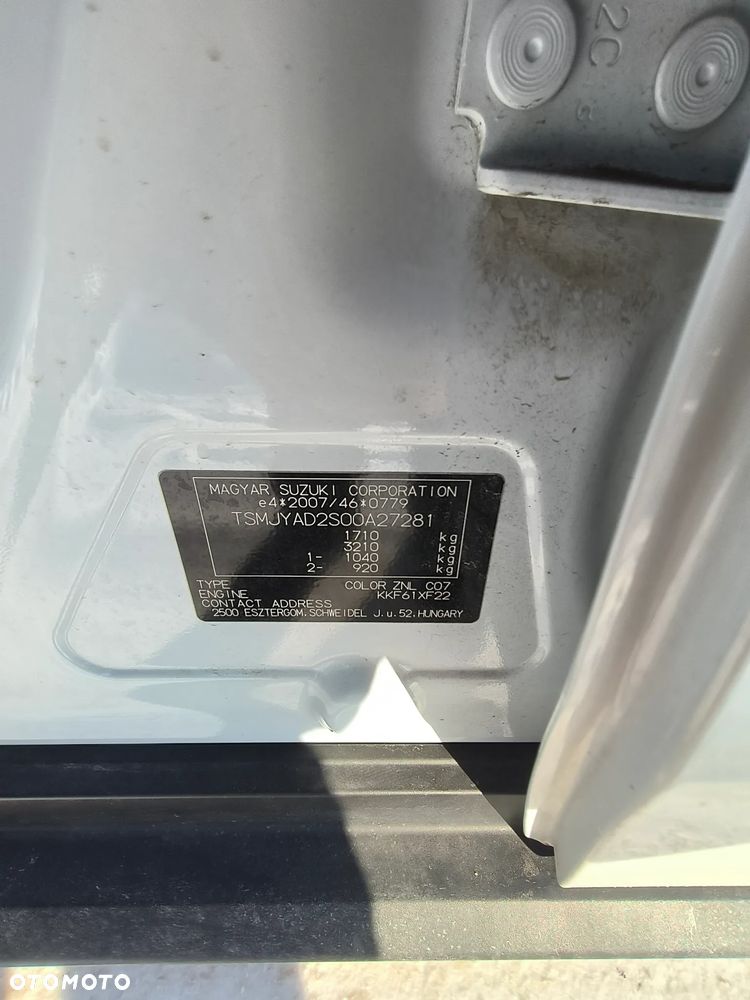 2C
MAGYAR SUZUKI CORPORATION
e4*2007/46*0779
TSMJYAD2S00A27281
1710 kg
3210 kg
1- 1040 kg
2- 920 kg
TYPE COLOR ZNL C07
ENGINE KKF61XF22
CONTACT ADDRESS
2500 ESZTERGOM.SCHWEIDEL J.u.52.HUNGARY
OTOMOTO